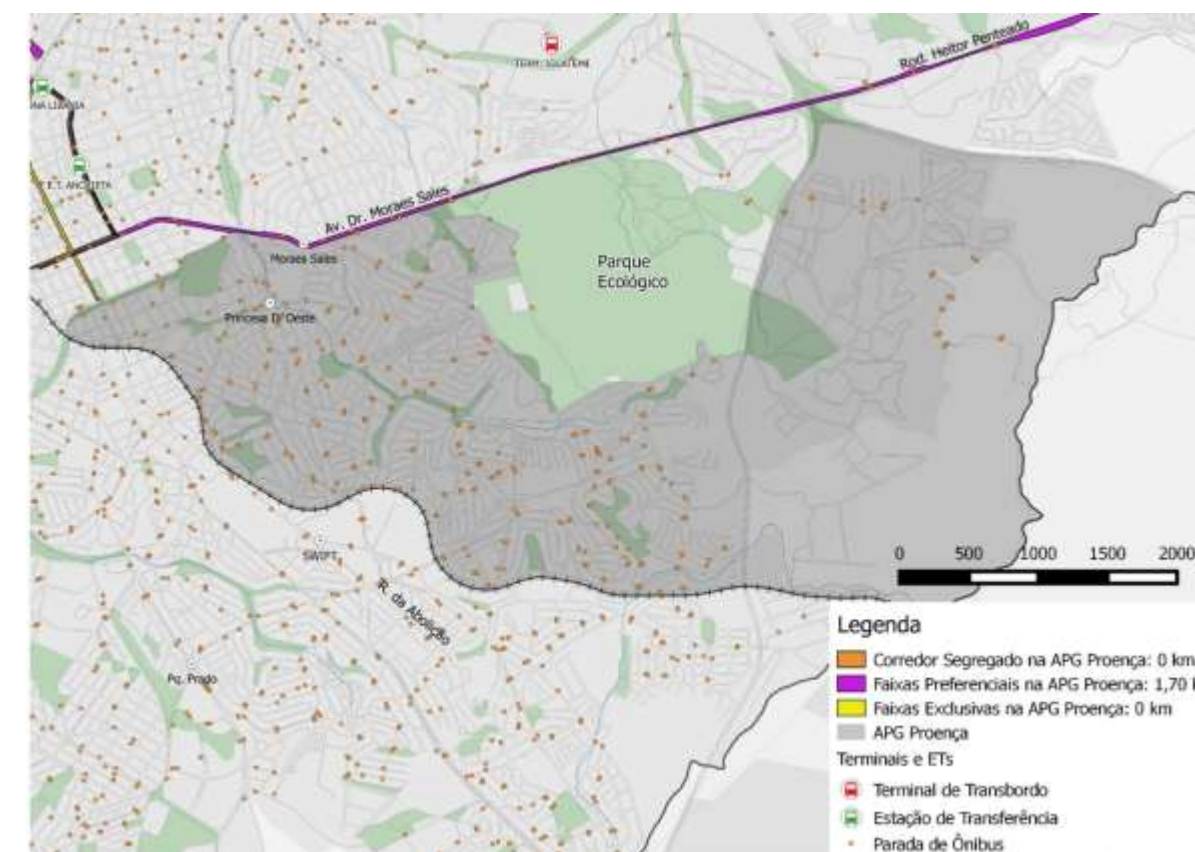 TERM. IGUATEMI
Rod. Heitor Penteado
E.T. ANCHIETA
Av. Dr. Moraes Sales
Moraes Sales
Parque
Ecológico
Princesa D'Oeste
SWIFT
R. da Abolição
Pq. Prado
0 500 1000 1500 2000
Legenda
Corredor Segregado na APG Proença: 0 km
Faixas Preferenciais na APG Proença: 1,70 k
Faixas Exclusivas na APG Proença: 0 km
APG Proença
Terminais e ETs
Terminal de Transbordo
Estação de Transferência
Parada de Ônibus